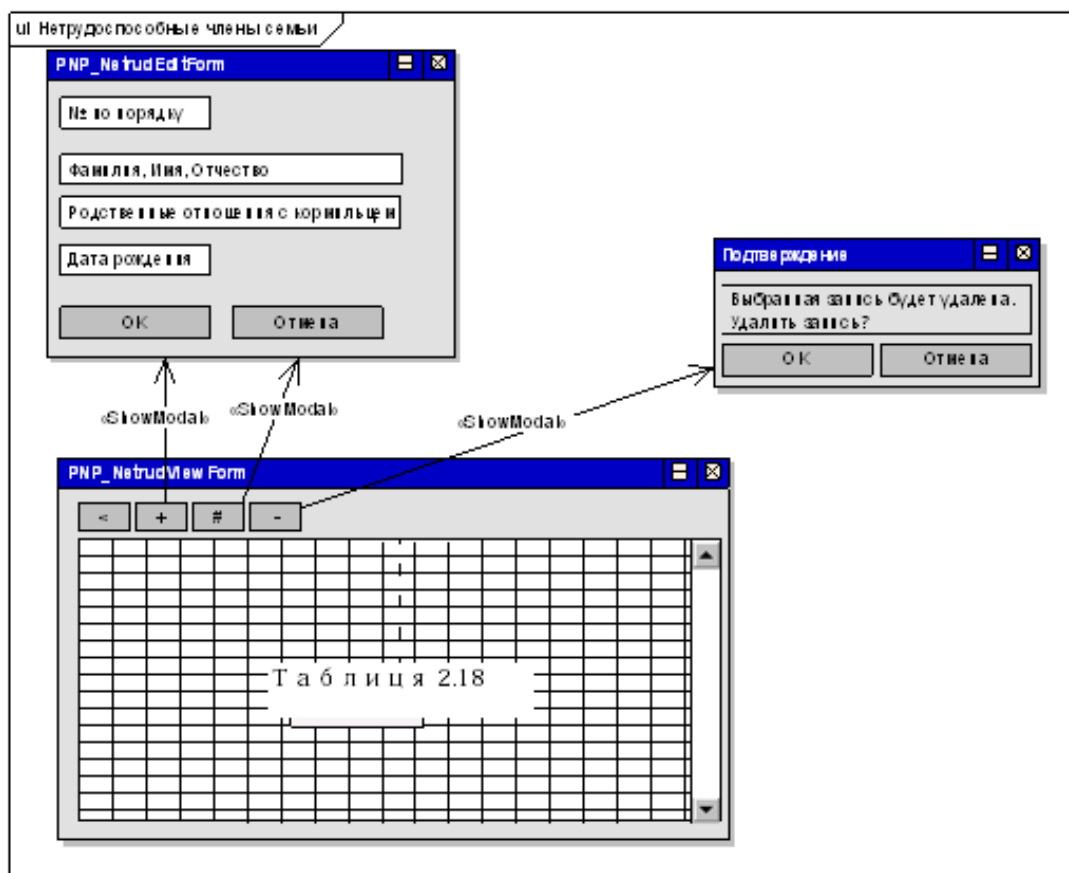 ui Нетрудоспособные члены семьи
PNP_NetrudEditForm
№ по порядку
Фамилия, Имя, Отчество
Родственные отношения с кормильцем
Дата рождения
OK
Отмена
Подтверждение
Выбранная запись будет удалена.
Удалить запись?
OK
Отмена
«ShowModal»
«ShowModal»
«ShowModal»
PNP_NetrudViewForm
<
+
#
-
Таблиця 2.18